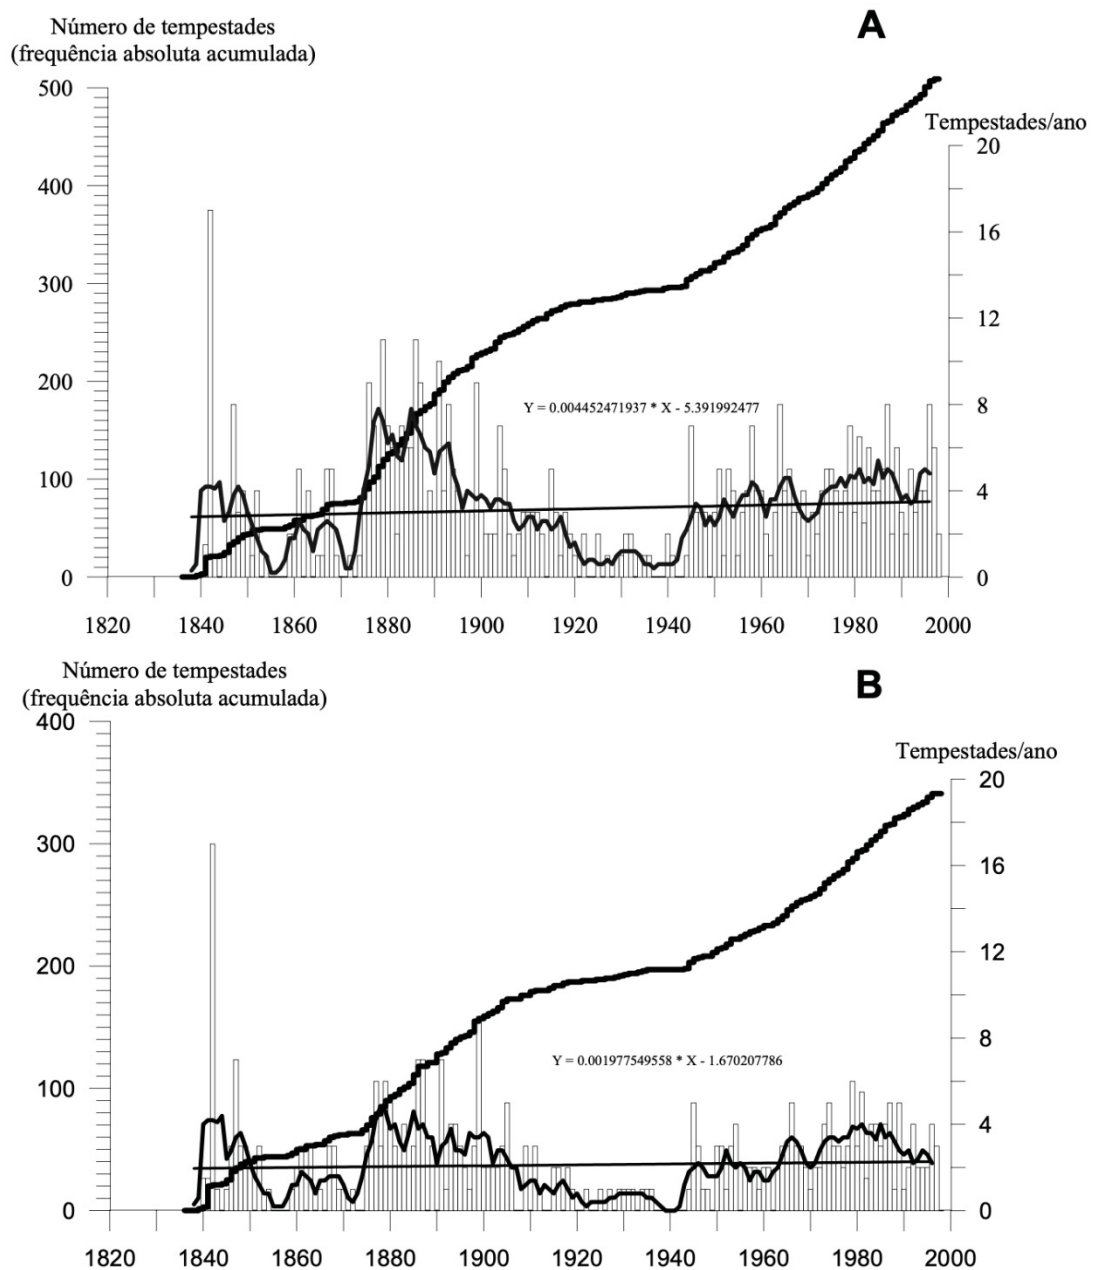 Número de tempestades
(frequência absoluta acumulada)
A
500
400
300
200
100
0
Tempestades/ano
20
16
12
8
4
0
Y = 0.004452471937 * X - 5.391992477
1820 1840 1860 1880 1900 1920 1940 1960 1980 2000
Número de tempestades
(frequência absoluta acumulada)
B
400
300
200
100
0
Tempestades/ano
20
16
12
8
4
0
Y = 0.001977549558 * X - 1.670207786
1820 1840 1860 1880 1900 1920 1940 1960 1980 2000